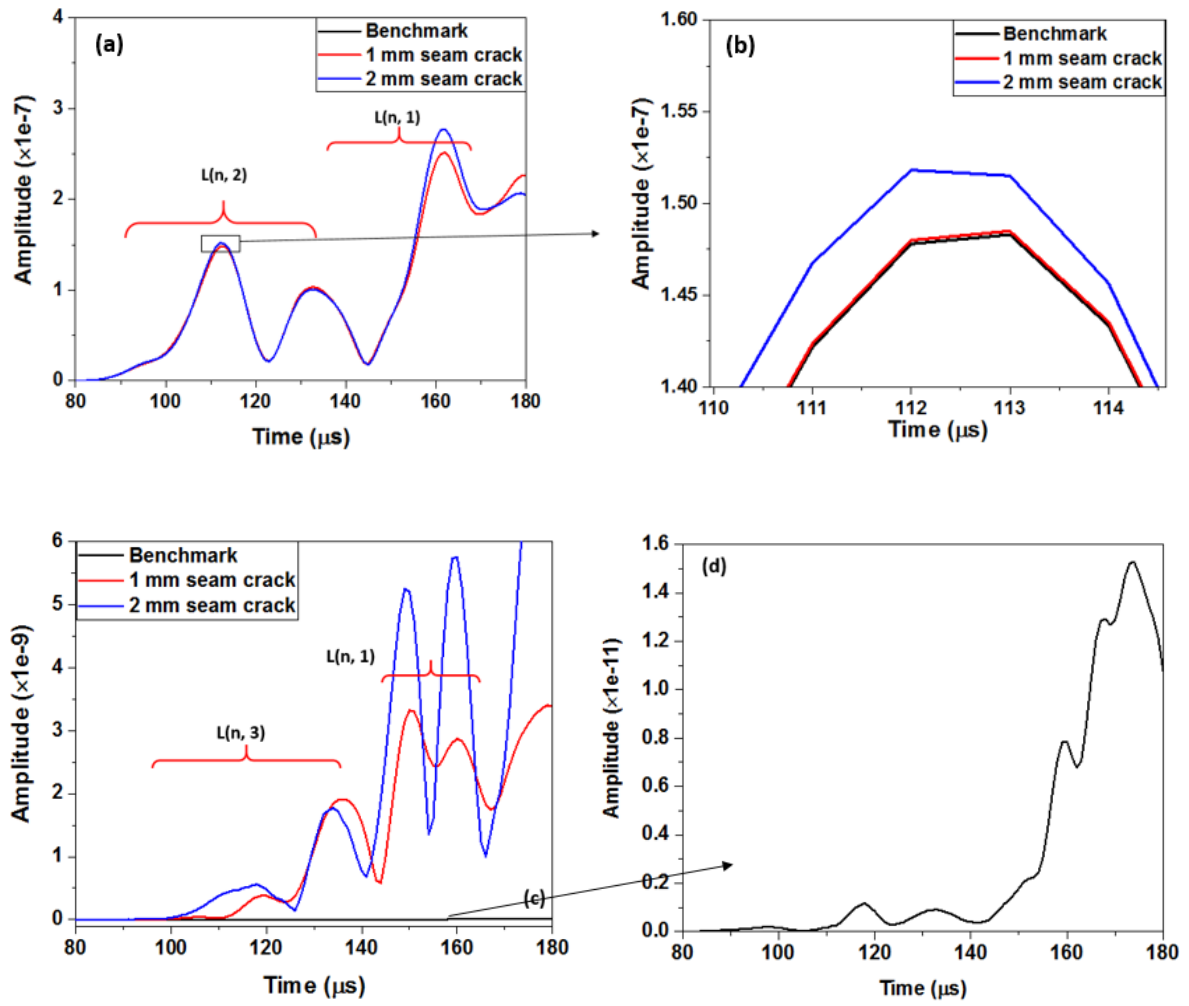 (a)
Benchmark
1 mm seam crack
2 mm seam crack
L(n, 1)
L(n, 2)
4
3
2
1
0
Amplitude (×1e-7)
80 100 120 140 160 180
Time (μs)
(b)
Benchmark
1 mm seam crack
2 mm seam crack
1.60
1.55
1.50
1.45
1.40
Amplitude (×1e-7)
110 111 112 113 114
Time (μs)
Benchmark
1 mm seam crack
2 mm seam crack
L(n, 1)
L(n, 3)
(c)
6
5
4
3
2
1
0
Amplitude (×1e-9)
80 100 120 140 160 180
Time (μs)
(d)
1.6
1.4
1.2
1.0
0.8
0.6
0.4
0.2
0.0
Amplitude (×1e-11)
80 100 120 140 160 180
Time (μs)